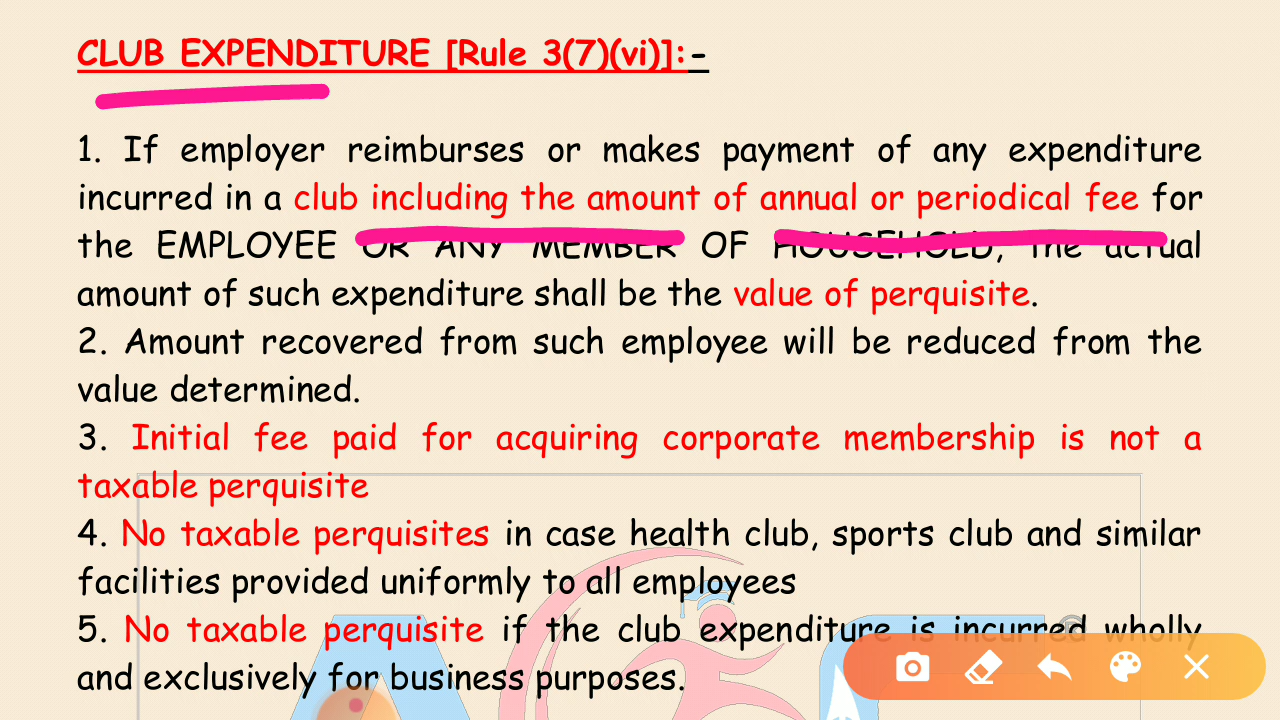 CLUB EXPENDITURE [Rule 3(7)(vi)]:-
1. If employer reimburses or makes payment of any expenditure
incurred in a club including the amount of annual or periodical fee for
the EMPLOYEE OR ANY MEMBER OF HOUSEHOLD, the actual
amount of such expenditure shall be the value of perquisite.
2. Amount recovered from such employee will be reduced from the
value determined.
3. Initial fee paid for acquiring corporate membership is not a
taxable perquisite
4. No taxable perquisites in case health club, sports club and similar
facilities provided uniformly to all employees
5. No taxable perquisite if the club expenditure is incurred wholly
and exclusively for business purposes.